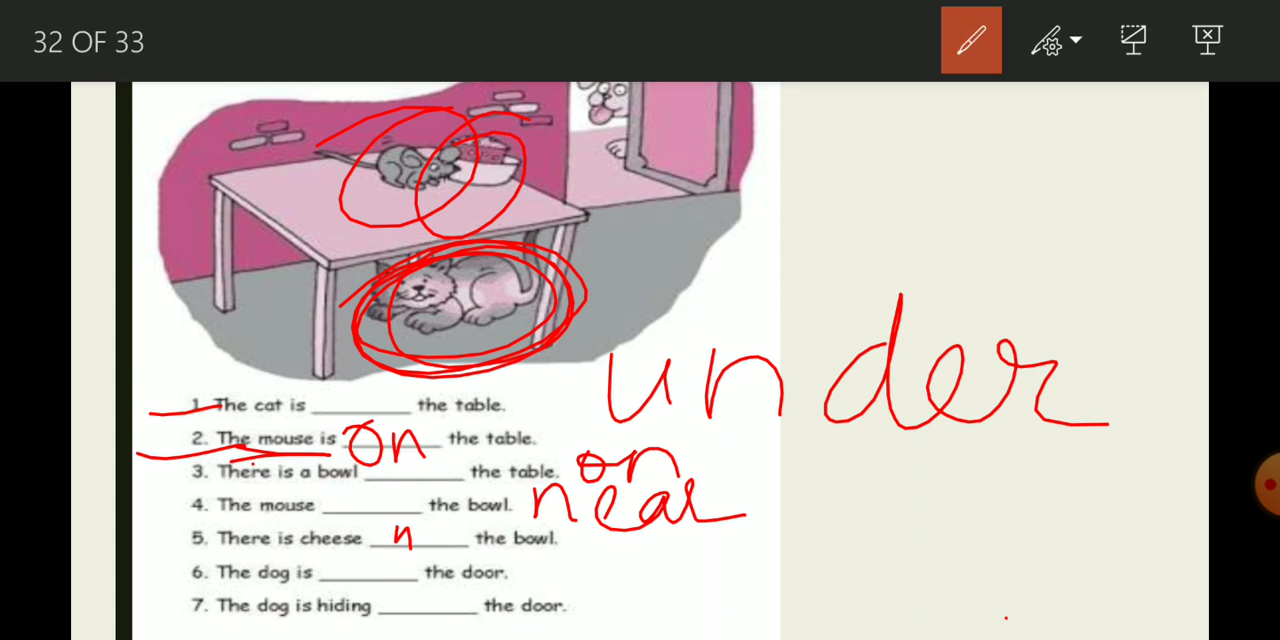 32 OF 33
under
1. The cat is __________ the table.
2. The mouse is on the table.
3. There is a bowl __________ the table. on
4. The mouse __________ the bowl. near
5. There is cheese n the bowl.
6. The dog is __________ the door.
7. The dog is hiding __________ the door.